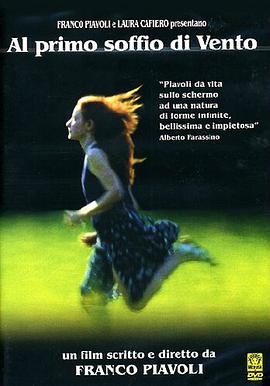 FRANCO PIAVOLI e LAURA CAFIERO presentano
Al primo soffio di Vento
"Piavoli da vita
sullo schermo
ad una natura
di forme infinite,
bellissima e impietosa"
Alberto Farassino
un film scritto e diretto da
FRANCO PIAVOLI
DVD